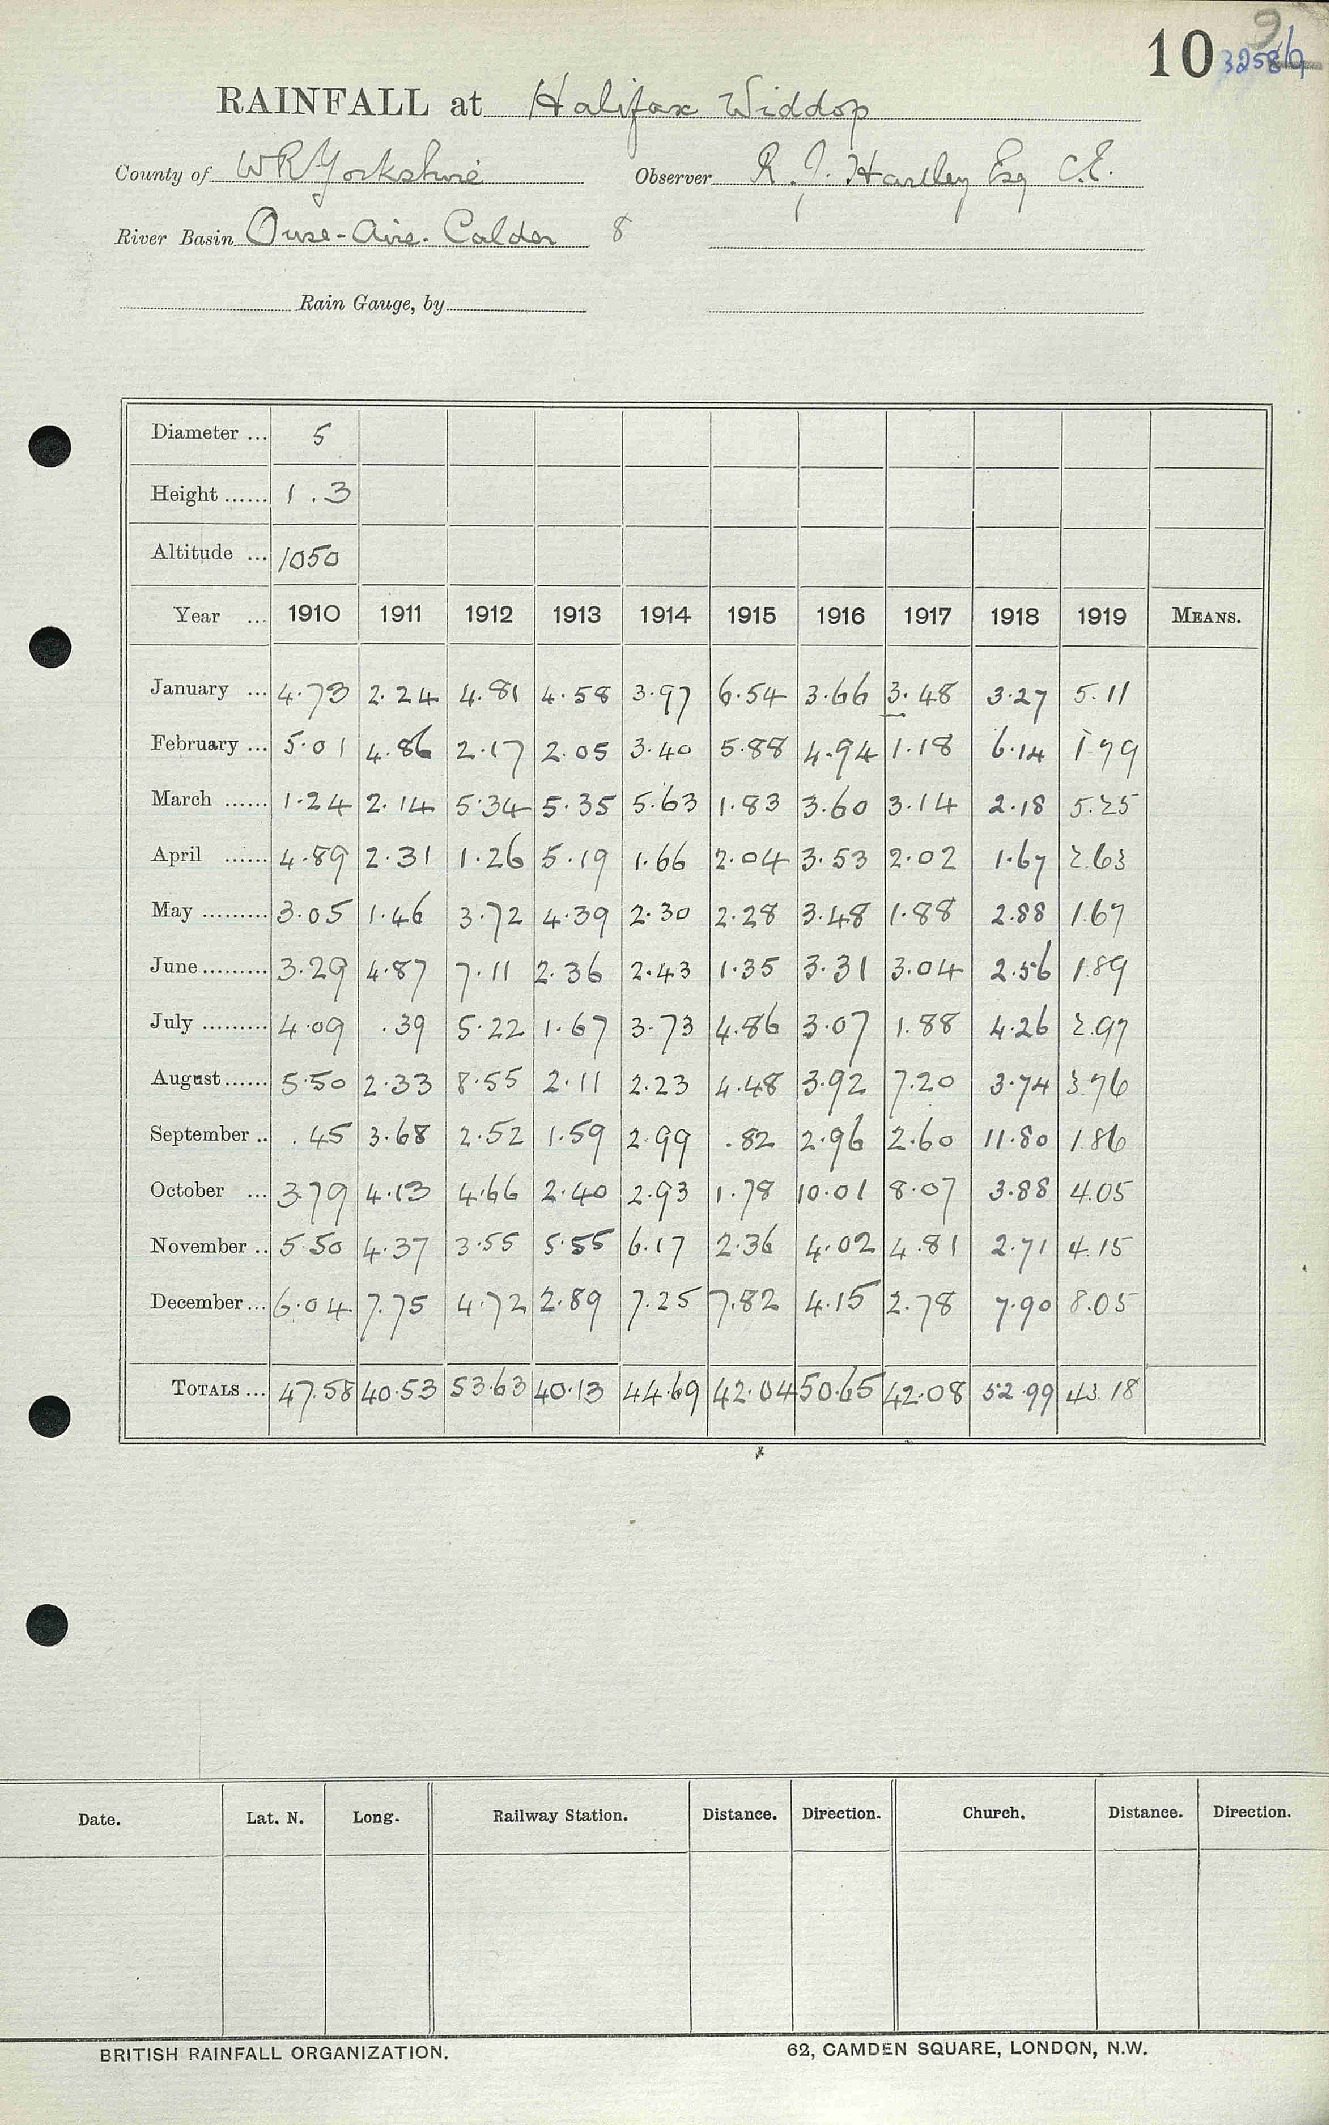 10 9
32586
RAINFALL at Halifax Widdop
County of WR Yorkshire Observer R. J. Hartley Esq C.E.
River Basin Ouse-Aire-Calder 8
Rain Gauge, by
Diameter ... 5
Height ...... 1.3
Altitude ... 1050
Year ... 1910 1911 1912 1913 1914 1915 1916 1917 1918 1919 MEANS.
January ... 4.73 2.24 4.81 4.58 3.97 6.54 3.66 3.48 3.27 5.11
February ... 5.01 4.86 2.17 2.05 3.40 5.88 4.94 1.18 6.14 1.79
March ...... 1.24 2.14 5.34 5.35 5.63 1.83 3.60 3.14 2.18 5.25
April ...... 4.89 2.31 1.26 5.19 1.66 2.04 3.53 2.02 1.67 2.63
May ......... 3.05 1.46 3.72 4.39 2.30 2.28 3.48 1.88 2.88 1.67
June ......... 3.29 4.87 7.11 2.36 2.43 1.35 3.31 3.04 2.56 1.89
July ......... 4.09 .39 5.22 1.67 3.73 4.86 3.07 1.88 4.26 2.97
August ...... 5.50 2.33 8.55 2.11 2.23 4.48 3.92 7.20 3.74 3.76
September .. .45 3.68 2.52 1.59 2.99 .82 2.96 2.60 11.80 1.86
October ... 3.79 4.13 4.66 2.40 2.93 1.78 10.01 8.07 3.88 4.05
November .. 5.50 4.37 3.55 5.55 6.17 2.36 4.02 4.81 2.71 4.15
December ... 6.04 7.75 4.72 2.89 7.25 7.82 4.15 2.78 7.90 8.05
TOTALS ... 47.58 40.53 53.63 40.13 44.69 42.04 50.65 42.08 52.99 43.18
x
Date. Lat. N. Long. Railway Station. Distance. Direction. Church. Distance. Direction.
BRITISH RAINFALL ORGANIZATION. 62, CAMDEN SQUARE, LONDON, N.W.